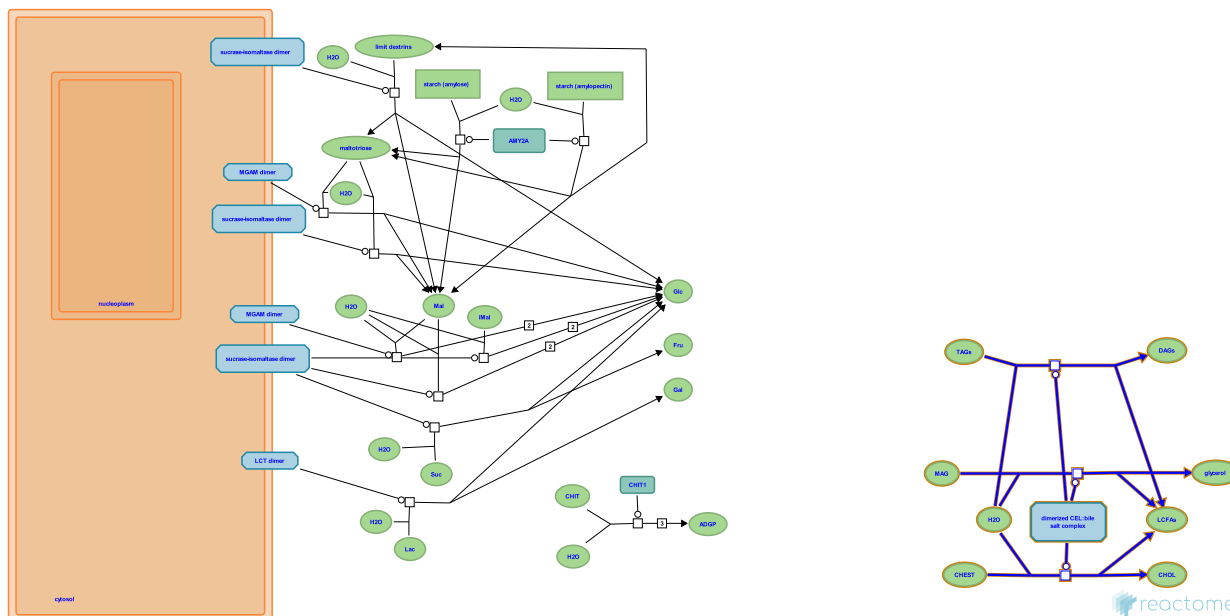 sucrase-isomaltase dimer
H2O
limit dextrins
starch (amylose)
H2O
starch (amylopectin)
AMY2A
maltotriose
MGAM dimer
H2O
sucrase-isomaltase dimer
nucleoplasm
MGAM dimer
H2O
Mal
iMal
Glc
2
2
2
sucrase-isomaltase dimer
Fru
Gal
H2O
Suc
LCT dimer
H2O
Lac
CHIT
CHIT1
3
ADGP
H2O
TAGs
DAGs
MAG
glycerol
H2O
dimerized CEL:bile
salt complex
LCFAs
CHEST
CHOL
cytosol
reactome